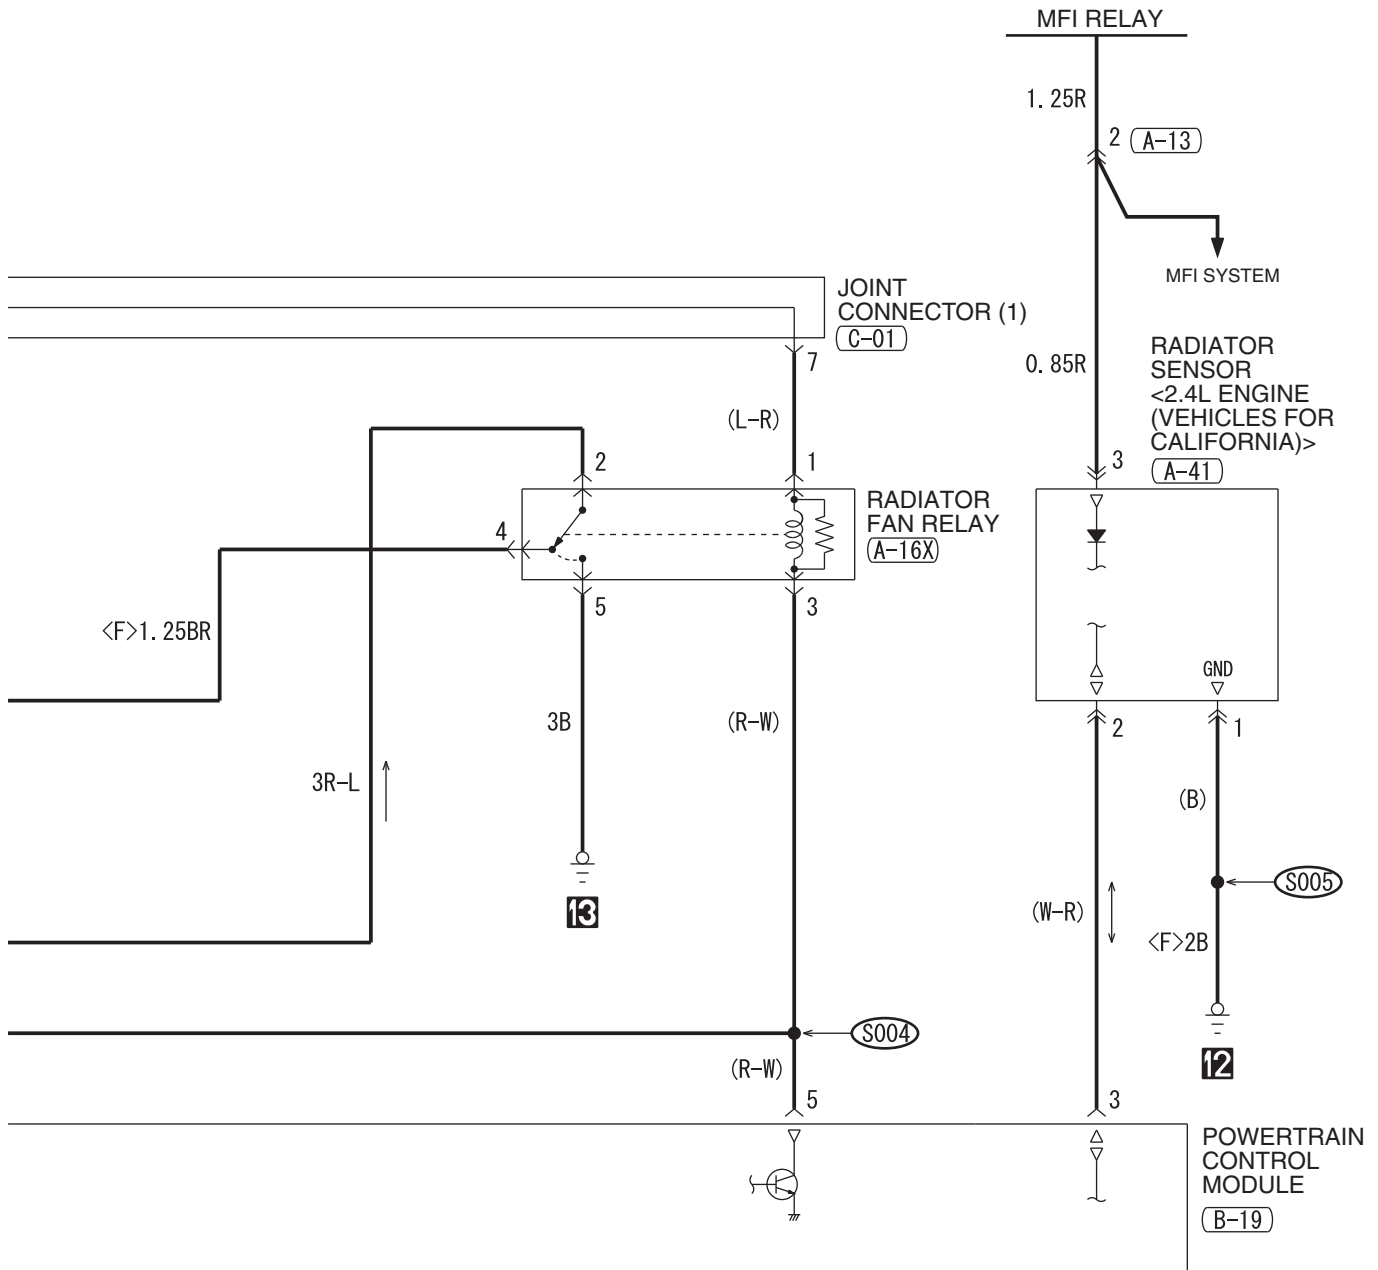 MFI RELAY
1.25R
2
A-13
MFI SYSTEM
JOINT
CONNECTOR (1)
C-01
7
0.85R
RADIATOR
SENSOR
<2.4L ENGINE
(VEHICLES FOR
CALIFORNIA)>
A-41
3
(L-R)
2
1
4
RADIATOR
FAN RELAY
A-16X
5
3
<F>1.25BR
GND
3B
(R-W)
2
1
3R-L
(B)
S005
13
(W-R)
<F>2B
S004
12
(R-W)
5
3
POWERTRAIN
CONTROL
MODULE
B-19